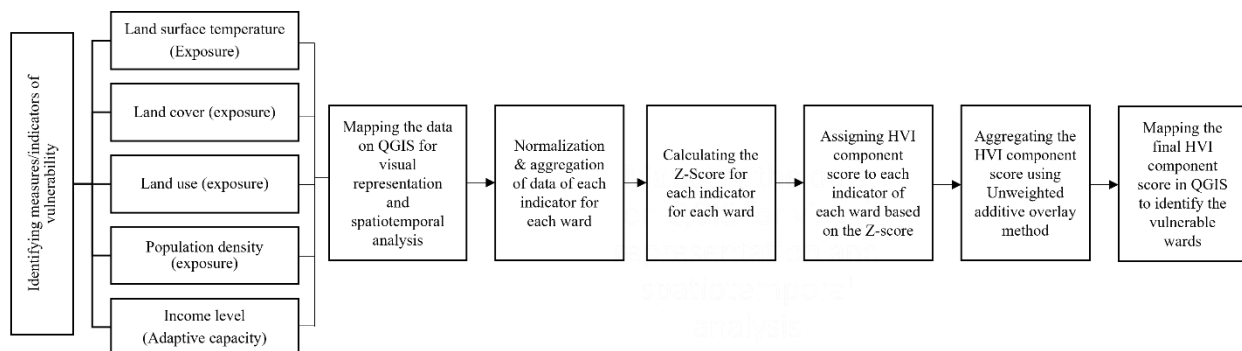 Identifying measures/indicators of
vulnerability
Land surface temperature
(Exposure)
Land cover (exposure)
Land use (exposure)
Population density
(exposure)
Income level
(Adaptive capacity)
Mapping the data
on QGIS for
visual
representation
and
spatiotemporal
analysis
Normalization
& aggregation
of data of each
indicator for
each ward
Calculating the
Z-Score for
each indicator
for each ward
Assigning HVI
component
score to each
indicator of
each ward based
on the Z-score
Aggregating the
HVI component
score using
Unweighted
additive overlay
method
Mapping the
final HVI
component
score in QGIS
to identify the
vulnerable
wards